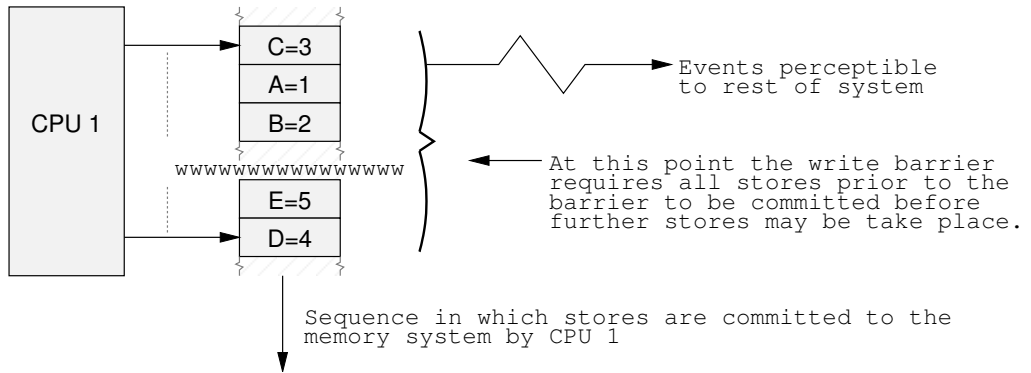 CPU 1
C=3
A=1
B=2
wwwwwwwwwwwwwwww
E=5
D=4
Events perceptible
to rest of system
At this point the write barrier
requires all stores prior to the
barrier to be committed before
further stores may be take place.
Sequence in which stores are committed to the
memory system by CPU 1